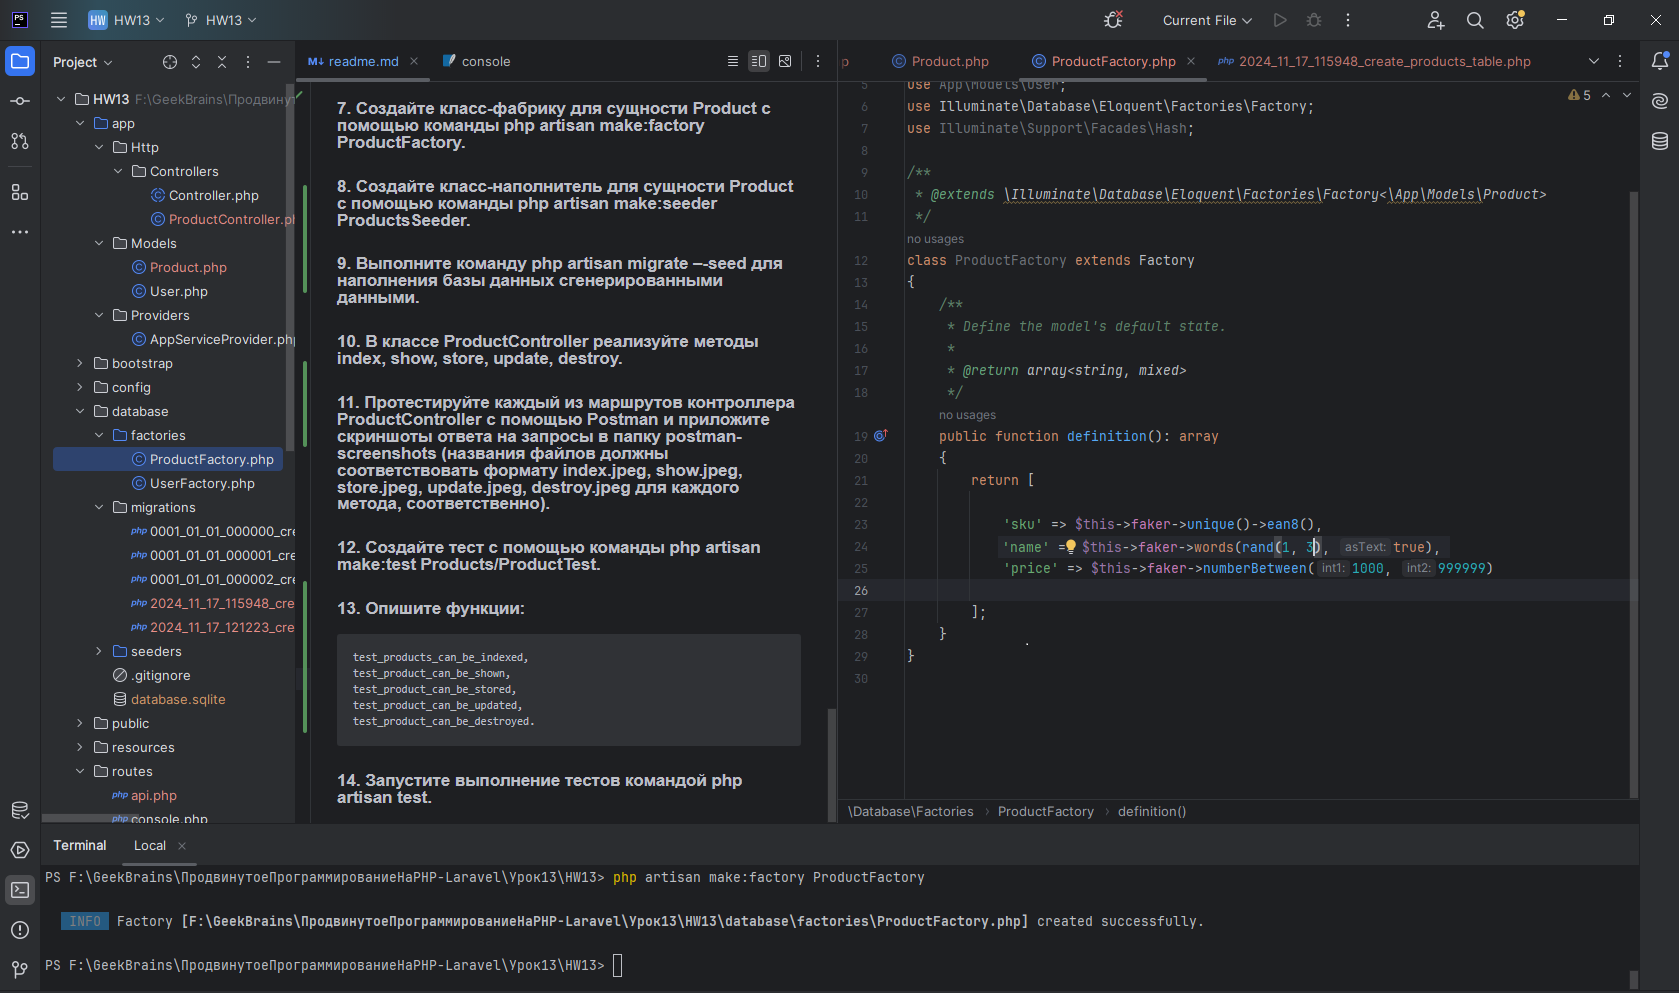 PS
HW HW13
HW13
Current File
Project
HW13 F:\GeekBrains\Продвинут
app
Http
Controllers
Controller.php
ProductController.ph
Models
Product.php
User.php
Providers
AppServiceProvider.php
bootstrap
config
database
factories
ProductFactory.php
UserFactory.php
migrations
php 0001_01_01_000000_cre
php 0001_01_01_000001_cre
php 0001_01_01_000002_cre
php 2024_11_17_115948_cre
php 2024_11_17_121223_cre
seeders
.gitignore
database.sqlite
public
resources
routes
php api.php
php console.php
M↓ readme.md
console
7. Создайте класс-фабрику для сущности Product с
помощью команды php artisan make:factory
ProductFactory.
8. Создайте класс-наполнитель для сущности Product
с помощью команды php artisan make:seeder
ProductsSeeder.
9. Выполните команду php artisan migrate –-seed для
наполнения базы данных сгенерированными
данными.
10. В классе ProductController реализуйте методы
index, show, store, update, destroy.
11. Протестируйте каждый из маршрутов контроллера
ProductController с помощью Postman и приложите
скриншоты ответа на запросы в папку postman-
screenshots (названия файлов должны
соответствовать формату index.jpeg, show.jpeg,
store.jpeg, update.jpeg, destroy.jpeg для каждого
метода, соответственно).
12. Создайте тест с помощью команды php artisan
make:test Products/ProductTest.
13. Опишите функции:
test_products_can_be_indexed,
test_product_can_be_shown,
test_product_can_be_stored,
test_product_can_be_updated,
test_product_can_be_destroyed.
14. Запустите выполнение тестов командой php
artisan test.
p
Product.php
ProductFactory.php
php 2024_11_17_115948_create_products_table.php
5
5 use App\Models\User;
6 use Illuminate\Database\Eloquent\Factories\Factory;
7 use Illuminate\Support\Facades\Hash;
8
9 /**
10 * @extends \Illuminate\Database\Eloquent\Factories\Factory<\App\Models\Product>
11 */
no usages
12 class ProductFactory extends Factory
13 {
14 /**
15 * Define the model's default state.
16 *
17 * @return array<string, mixed>
18 */
no usages
19 public function definition(): array
20 {
21 return [
22
23 'sku' => $this->faker->unique()->ean8(),
24 'name' = $this->faker->words(rand(1, 3), asText: true),
25 'price' => $this->faker->numberBetween( int1: 1000, int2: 999999)
26
27 ];
28 }
29 }
30
\Database\Factories › ProductFactory › definition()
Terminal
Local
PS F:\GeekBrains\ПродвинутоеПрограммированиеНаPHP-Laravel\Урок13\HW13> php artisan make:factory ProductFactory
INFO Factory [F:\GeekBrains\ПродвинутоеПрограммированиеНаPHP-Laravel\Урок13\HW13\database\factories\ProductFactory.php] created successfully.
PS F:\GeekBrains\ПродвинутоеПрограммированиеНаPHP-Laravel\Урок13\HW13>